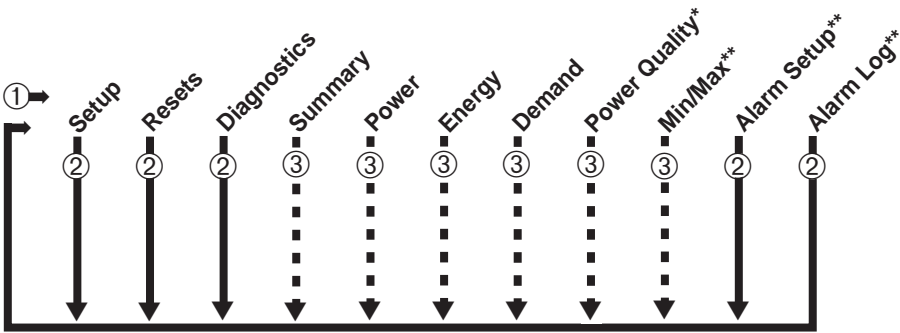 ①
Setup
Resets
Diagnostics
Summary
Power
Energy
Demand
Power Quality*
Min/Max**
Alarm Setup**
Alarm Log**
② ② ② ③ ③ ③ ③ ③ ③ ② ②